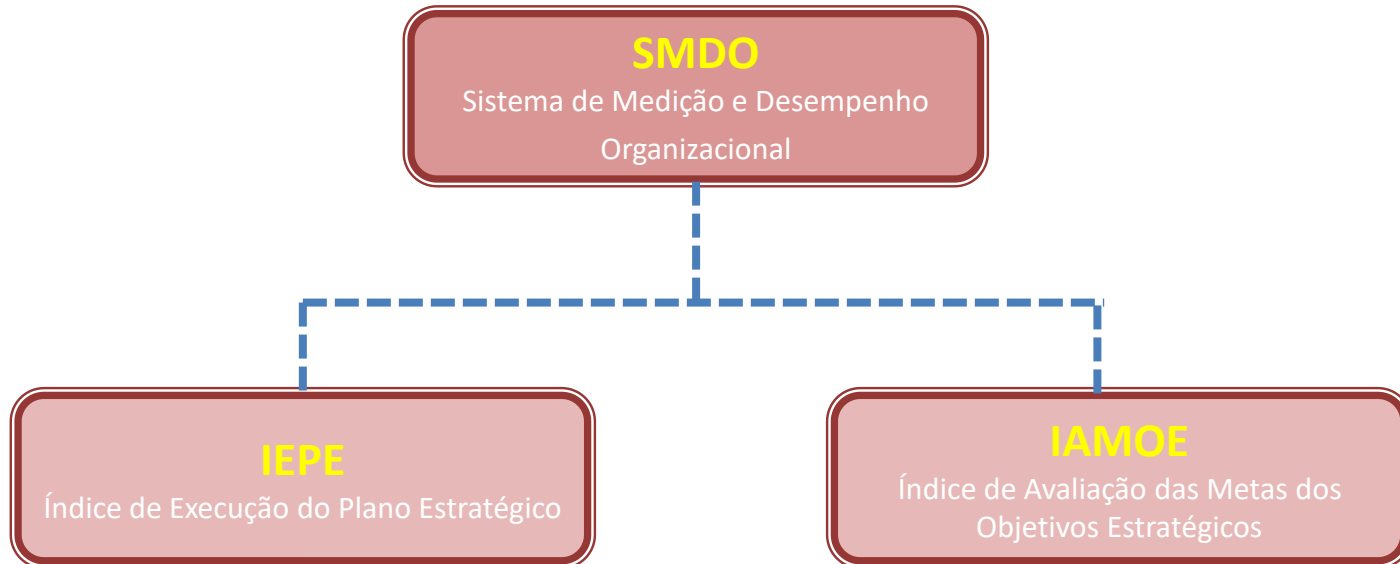 SMDO
Sistema de Medição e Desempenho
Organizacional
IEPE
Índice de Execução do Plano Estratégico
IAMOE
Índice de Avaliação das Metas dos
Objetivos Estratégicos